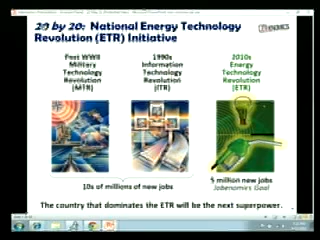 20 by 20: National Energy Technology
Revolution (ETR) Initiative
Post WWII
Military
Technology
Revolution
(MTR)
1990s
Information
Technology
Revolution
(ITR)
2010s
Energy
Technology
Revolution
(ETR)
10s of millions of new jobs
5 million new jobs
Jobenomics Goal
The country that dominates the ETR will be the next superpower.